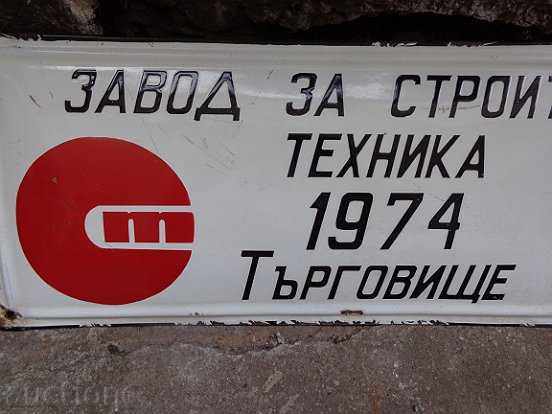 ЗАВОД ЗА СТРОИТ
ТЕХНИКА
1974
ТЪРГОВИЩЕ
m